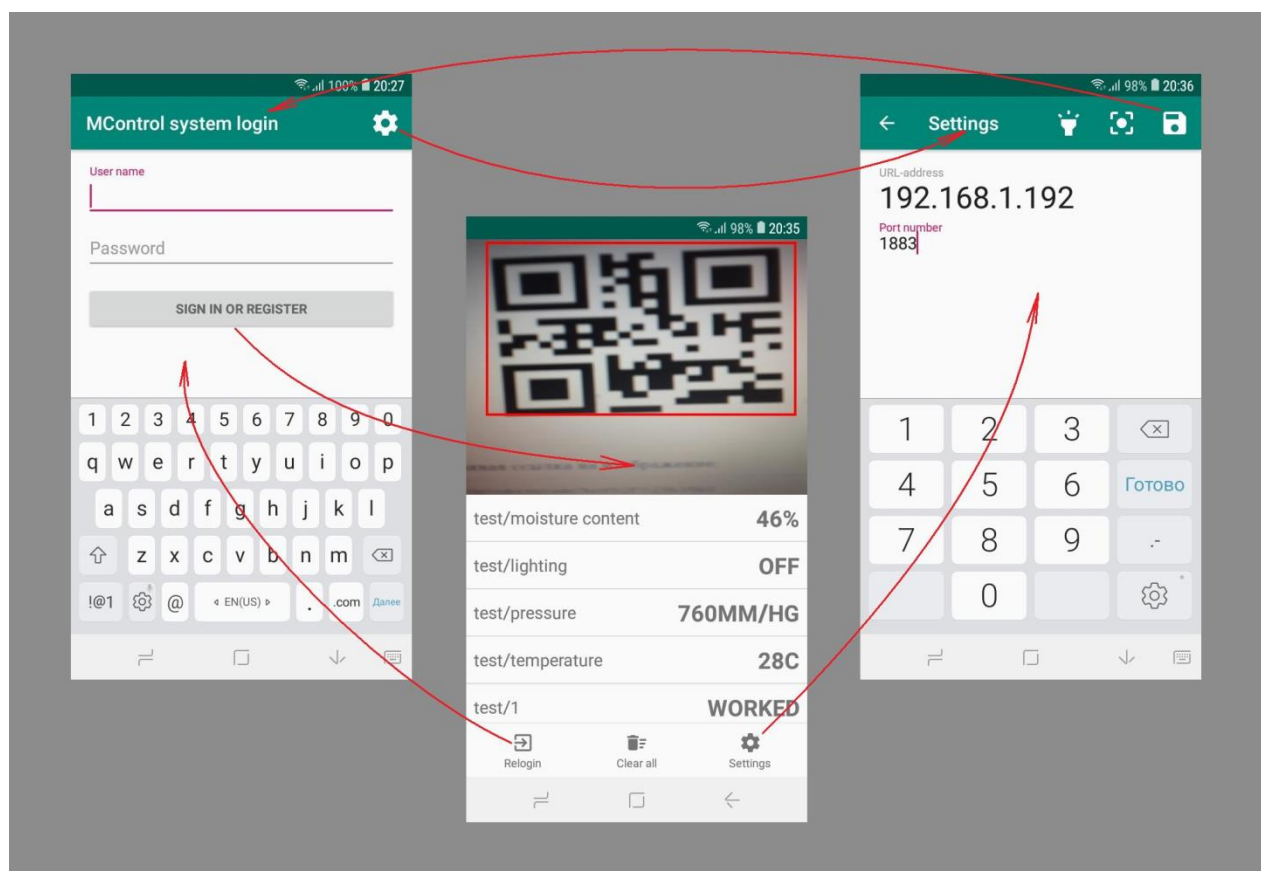 100% 20:27
MControl system login
User name
Password
SIGN IN OR REGISTER
1 2 3 4 5 6 7 8 9 0
q w e r t y u i o p
a s d f g h j k l
z x c v b n m
!@1 @ EN(US) . .com Далее
98% 20:35
test/moisture content 46%
test/lighting OFF
test/pressure 760MM/HG
test/temperature 28C
test/1 WORKED
Relogin Clear all Settings
98% 20:36
Settings
URL-address
192.168.1.192
Port number
1883
1 2 3
4 5 6 Готово
7 8 9 .-
0